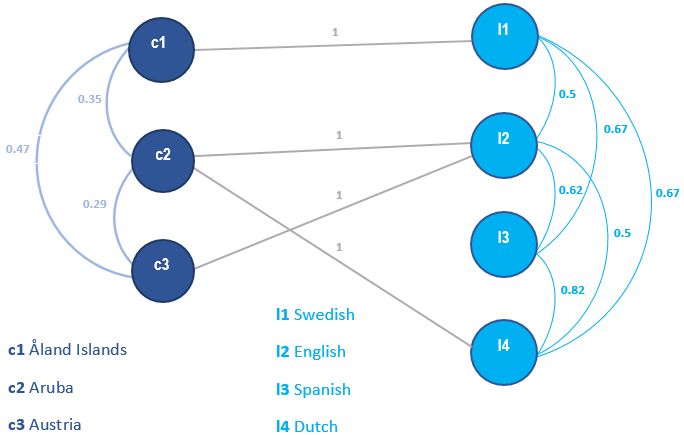 c1
1
l1
0.35
0.5
0.47
1
0.67
c2
l2
0.29
1
0.62
0.67
1
0.5
c3
l3
0.82
l4
c1 Åland Islands
c2 Aruba
c3 Austria
l1 Swedish
l2 English
l3 Spanish
l4 Dutch